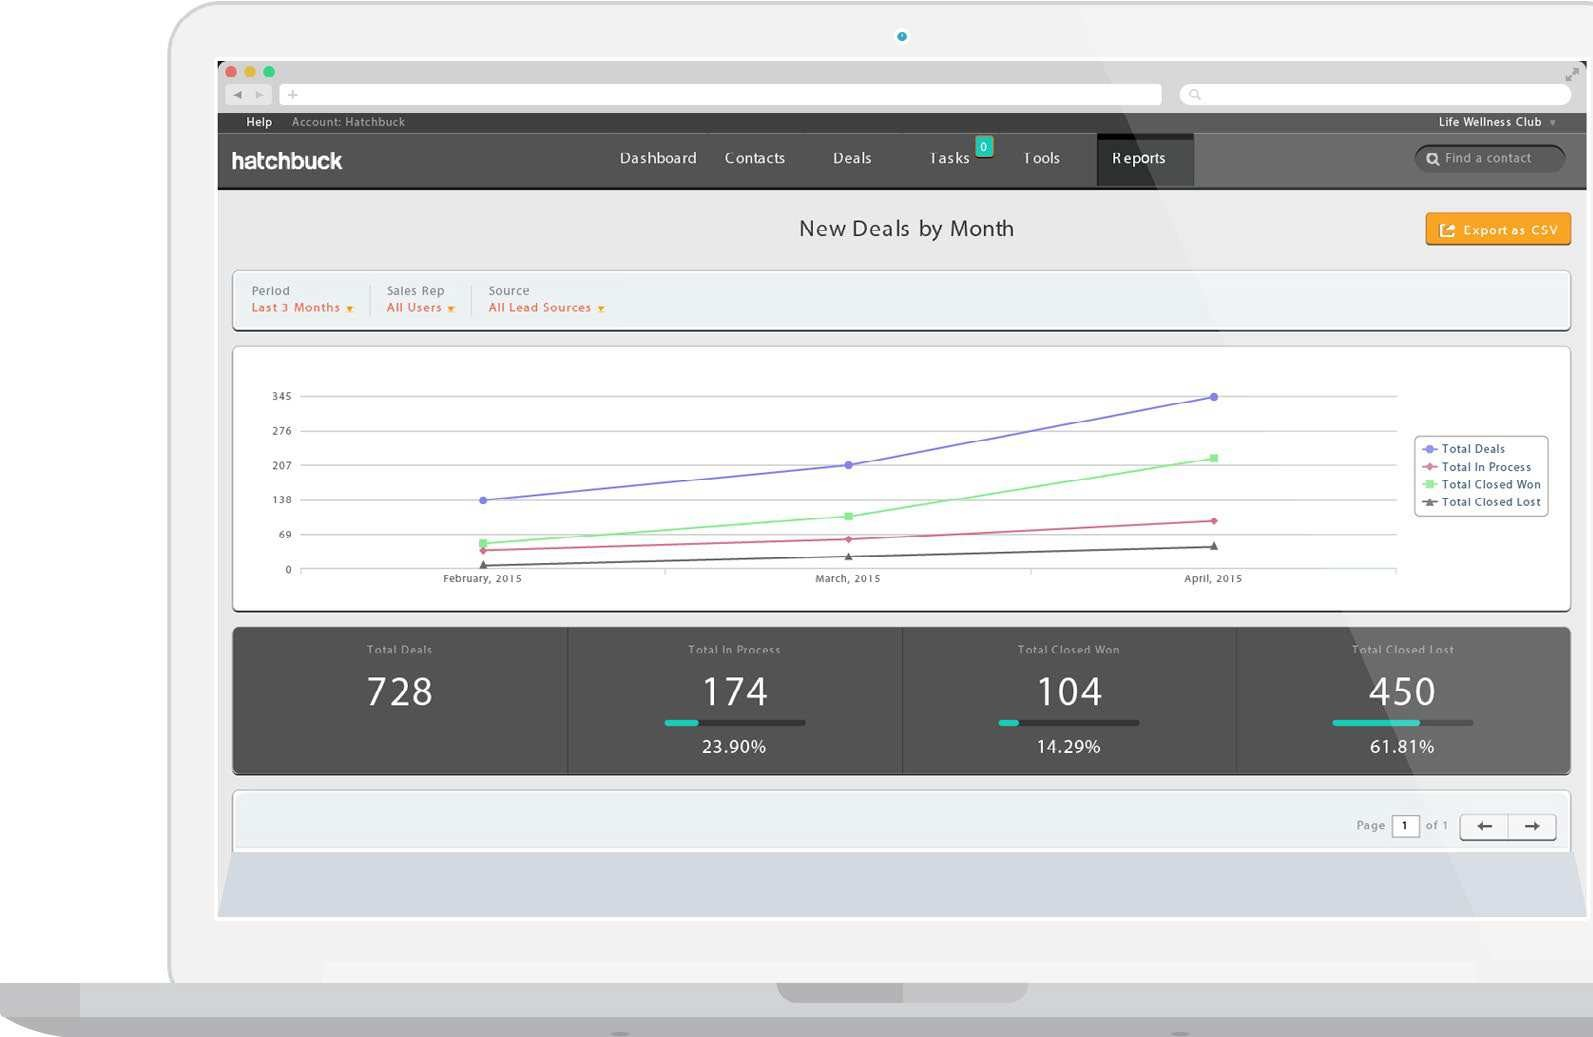 Help Account: Hatchbuck Life Wellness Club
hatchbuck Dashboard Contacts Deals Tasks 0 Tools Reports Find a contact
New Deals by Month Export as CSV
Period Sales Rep Source
Last 3 Months All Users All Lead Sources
345
276
207
138
69
0
February, 2015 March, 2015 April, 2015
Total Deals
Total In Process
Total Closed Won
Total Closed Lost
Total Deals Total In Process Total Closed Won Total Closed Lost
728 174 104 450
23.90% 14.29% 61.81%
Page 1 of 1